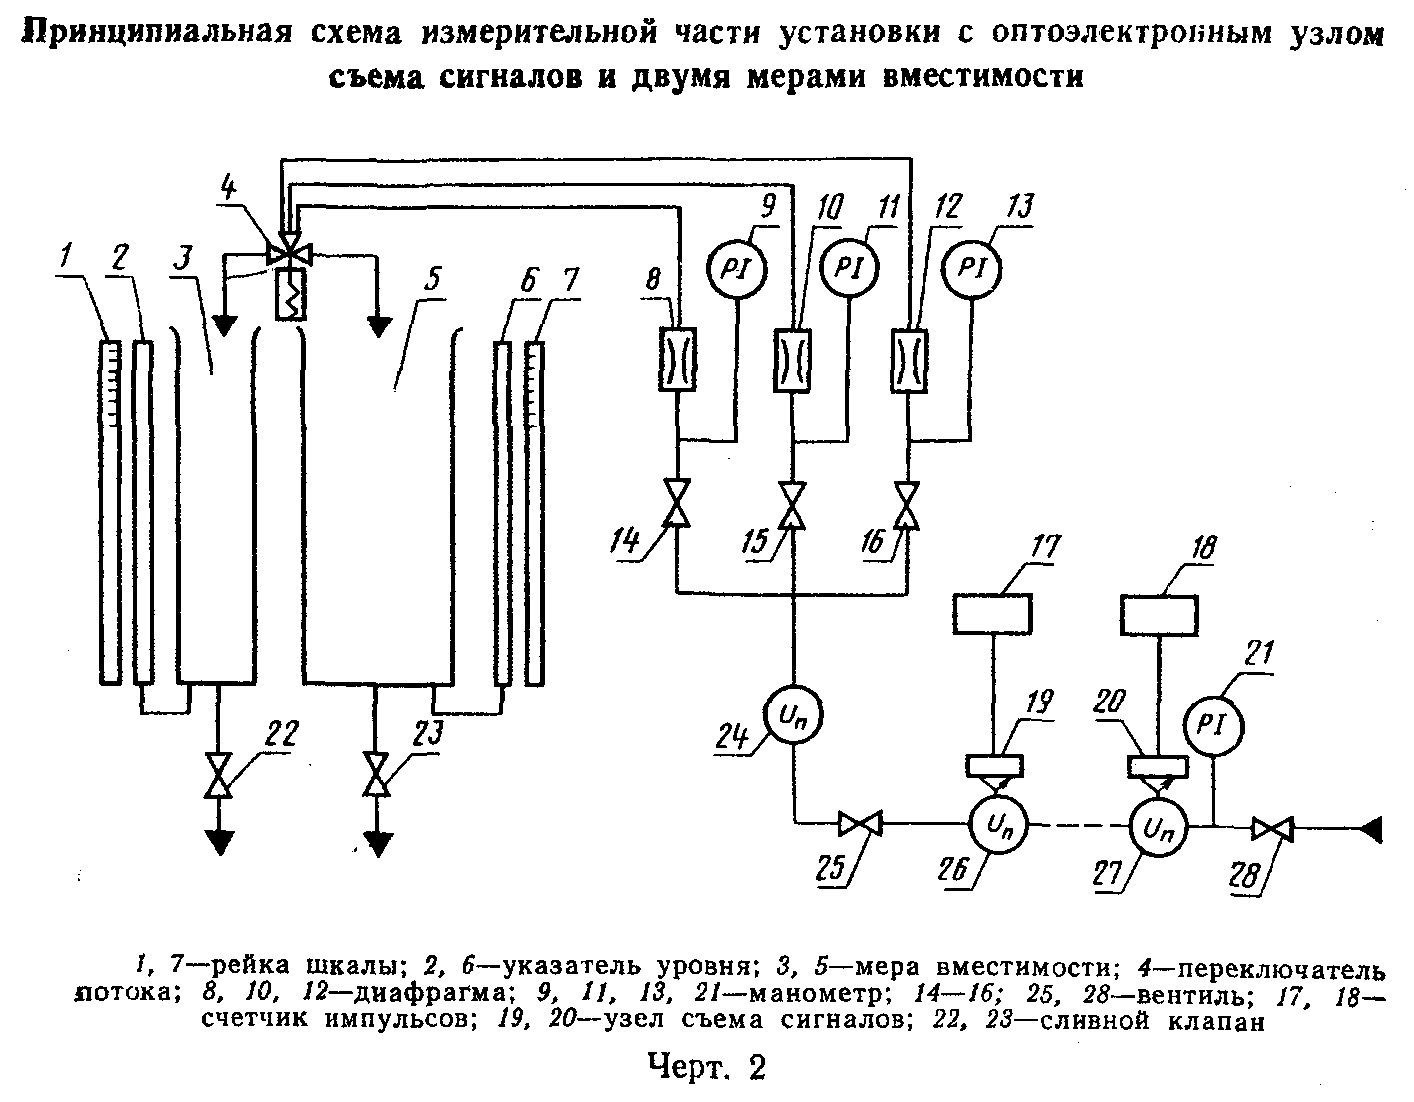 Принципиальная схема измерительной части установки с оптоэлектронным узлом
съема сигналов и двумя мерами вместимости
4
9
10
11
12
13
1
2
3
5
6
7
8
PI
PI
PI
14
15
16
17
18
21
19
20
22
23
24
Uп
PI
Uп
Uп
25
26
27
28
1, 7—рейка шкалы; 2, 6—указатель уровня; 3, 5—мера вместимости; 4—переключатель
потока; 8, 10, 12—диафрагма; 9, 11, 13, 21—манометр; 14—16; 25, 28—вентиль; 17, 18—
счетчик импульсов; 19, 20—узел съема сигналов; 22, 23—сливной клапан
Черт. 2